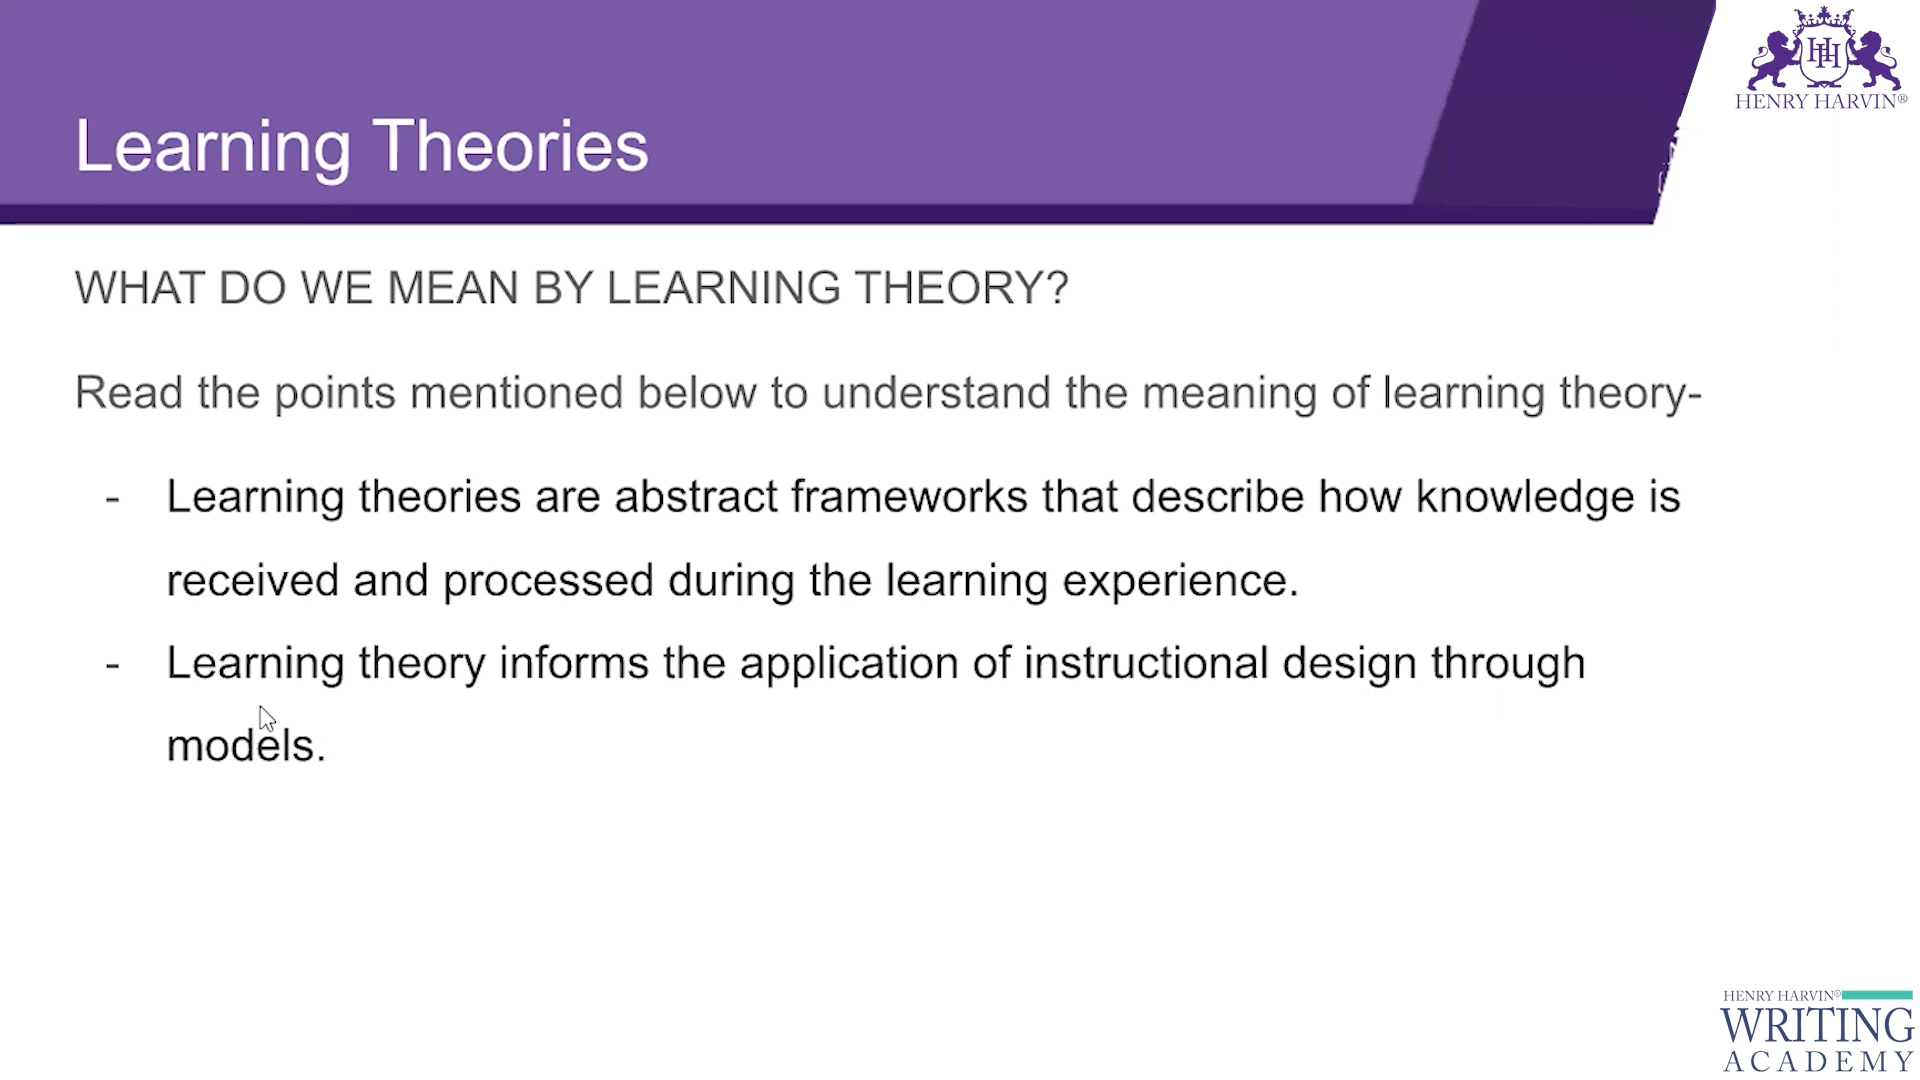 HENRY HARVIN®
Learning Theories
WHAT DO WE MEAN BY LEARNING THEORY?
Read the points mentioned below to understand the meaning of learning theory-
- Learning theories are abstract frameworks that describe how knowledge is
received and processed during the learning experience.
- Learning theory informs the application of instructional design through
models.
HENRY HARVIN®
WRITING
ACADEMY